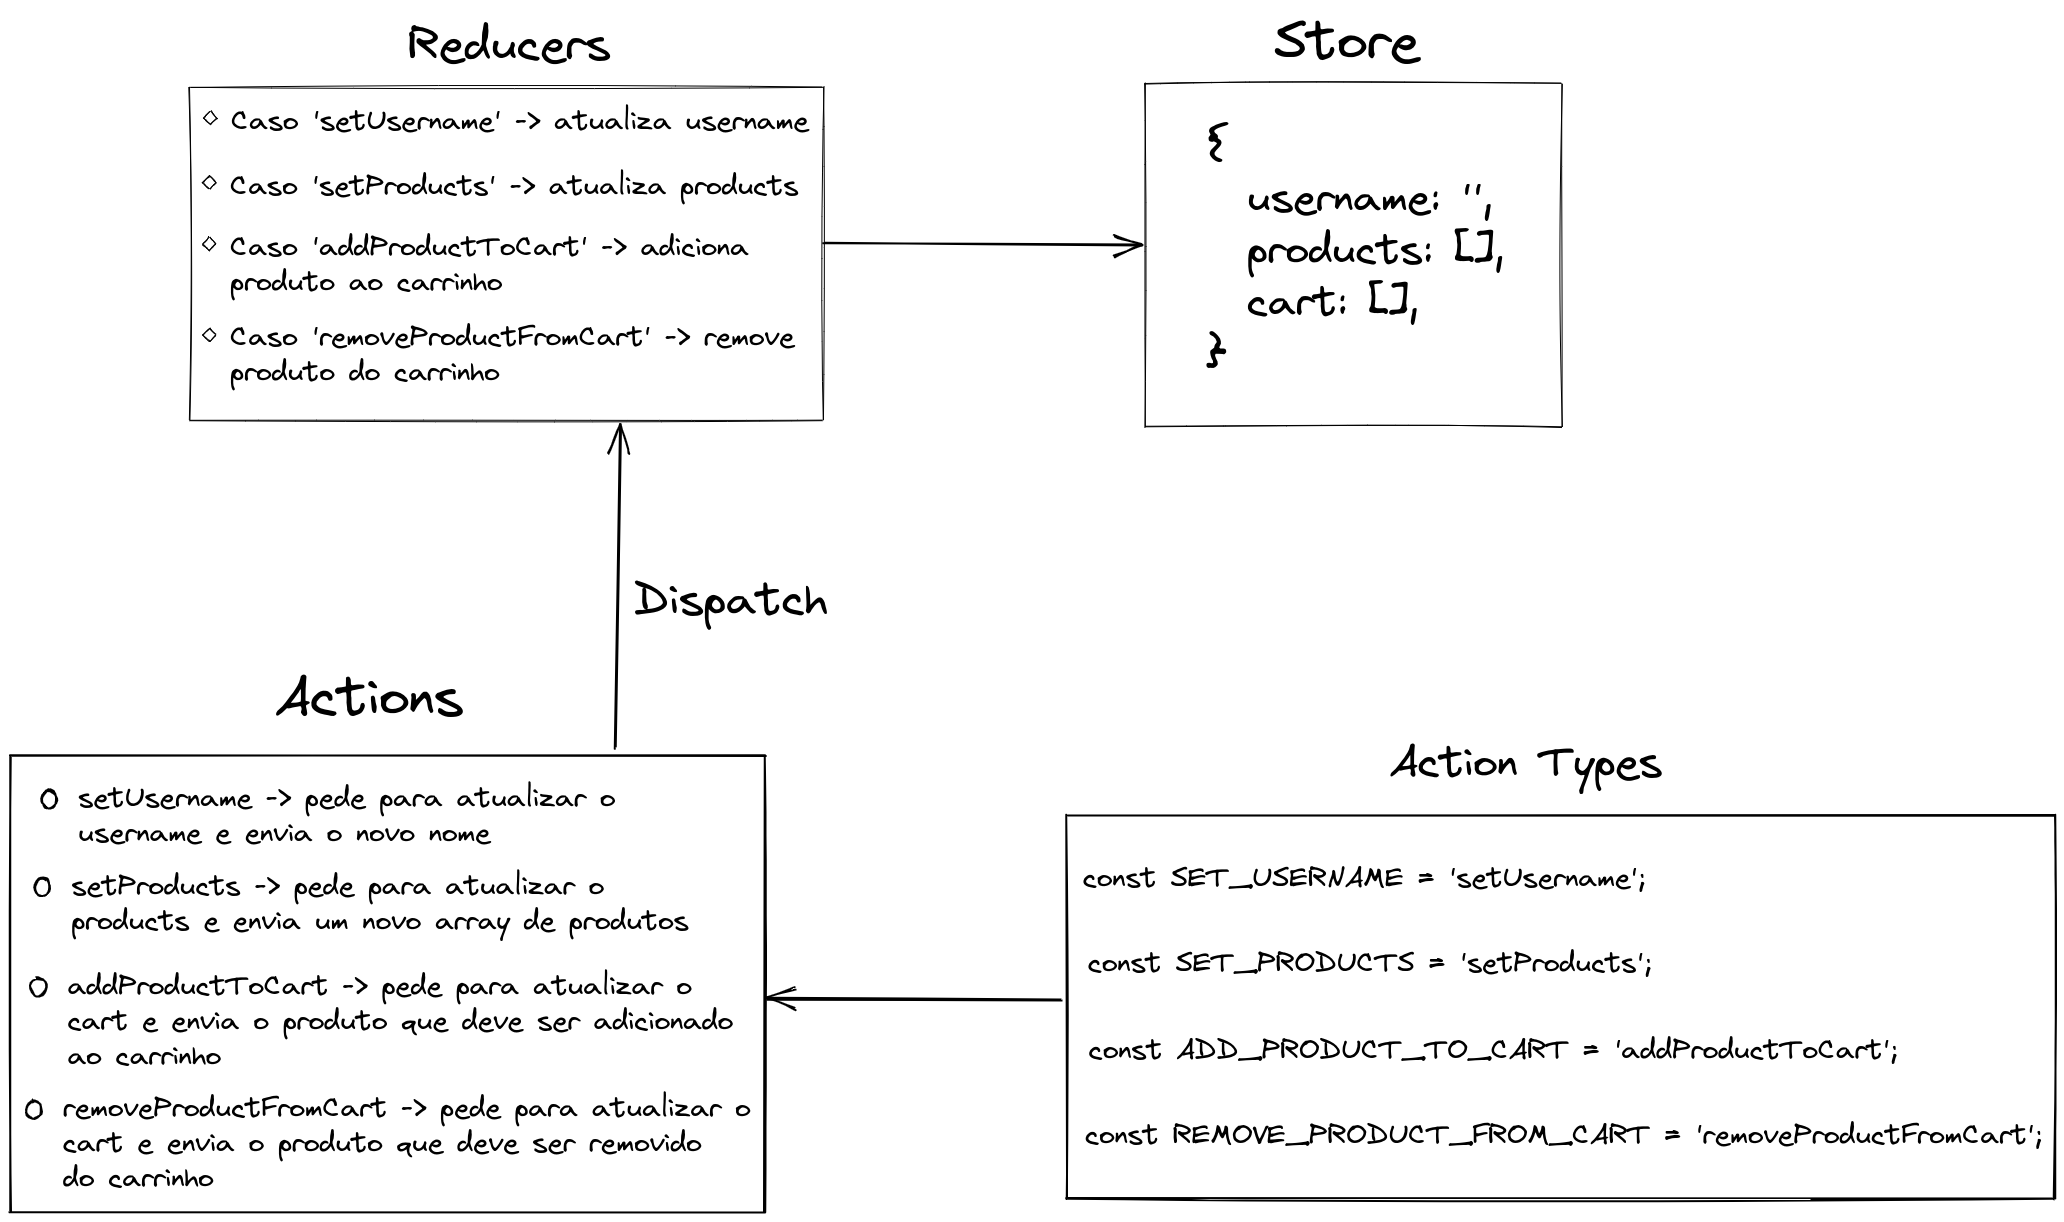 Reducers
Caso 'setUsername' -> atualiza username
Caso 'setProducts' -> atualiza products
Caso 'addProductToCart' -> adiciona
produto ao carrinho
Caso 'removeProductFromCart' -> remove
produto do carrinho
Store
{
username: '',
products: [],
cart: [],
}
Dispatch
Actions
setUsername -> pede para atualizar o
username e envia o novo nome
setProducts -> pede para atualizar o
products e envia um novo array de produtos
addProductToCart -> pede para atualizar o
cart e envia o produto que deve ser adicionado
ao carrinho
removeProductFromCart -> pede para atualizar o
cart e envia o produto que deve ser removido
do carrinho
Action Types
const SET_USERNAME = 'setUsername';
const SET_PRODUCTS = 'setProducts';
const ADD_PRODUCT_TO_CART = 'addProductToCart';
const REMOVE_PRODUCT_FROM_CART = 'removeProductFromCart';